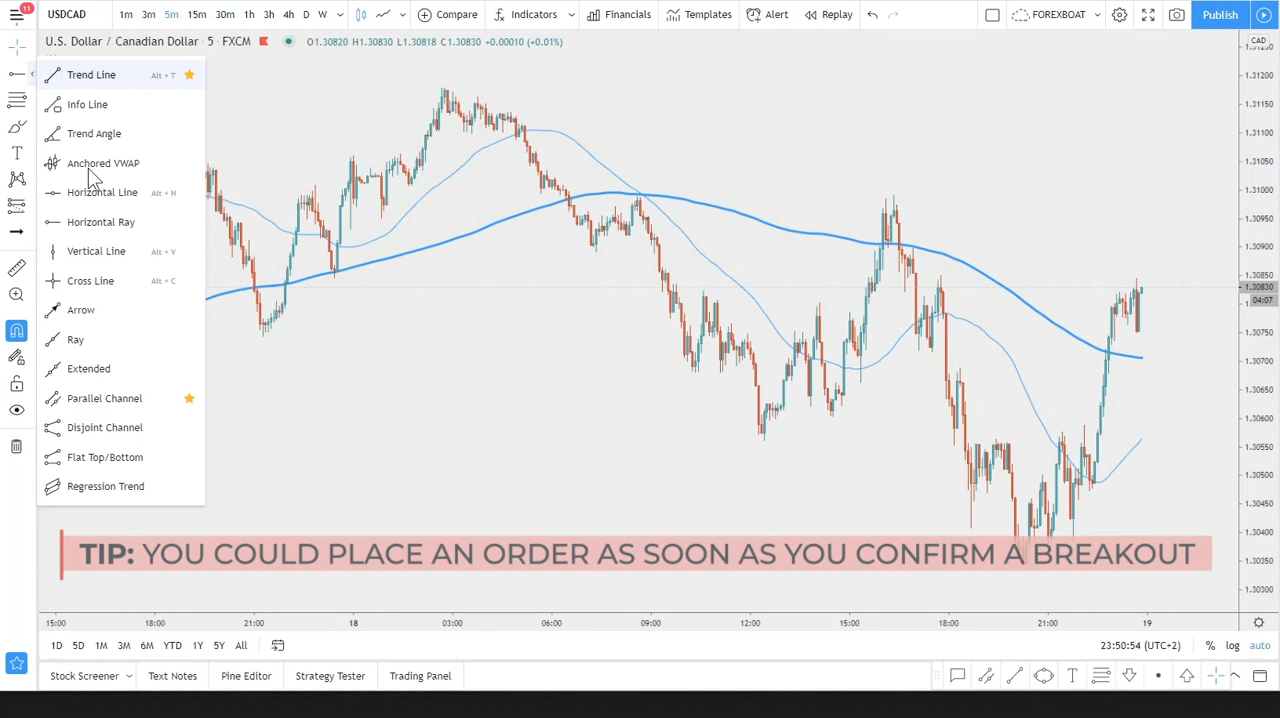 11
USDCAD 1m 3m 5m 15m 30m 1h 3h 4h D W Compare Indicators Financials Templates Alert Replay FOREXBOAT Publish
U.S. Dollar / Canadian Dollar · 5 · FXCM O1.30820 H1.30830 L1.30818 C1.30830 +0.00010 (+0.01%)
CAD
Trend Line Alt + T
Info Line
Trend Angle
Anchored VWAP
Horizontal Line Alt + H
Horizontal Ray
Vertical Line Alt + V
Cross Line Alt + C
Arrow
Ray
Extended
Parallel Channel
Disjoint Channel
Flat Top/Bottom
Regression Trend
1.31250
1.31200
1.31150
1.31100
1.31050
1.31000
1.30950
1.30900
1.30850
1.30830
04:07
1.30750
1.30700
1.30650
1.30600
1.30550
1.30500
1.30450
1.30400
1.30350
1.30300
TIP: YOU COULD PLACE AN ORDER AS SOON AS YOU CONFIRM A BREAKOUT
15:00 18:00 21:00 18 03:00 06:00 09:00 12:00 15:00 18:00 21:00 19
1D 5D 1M 3M 6M YTD 1Y 5Y All 23:50:54 (UTC+2) % log auto
Stock Screener Text Notes Pine Editor Strategy Tester Trading Panel